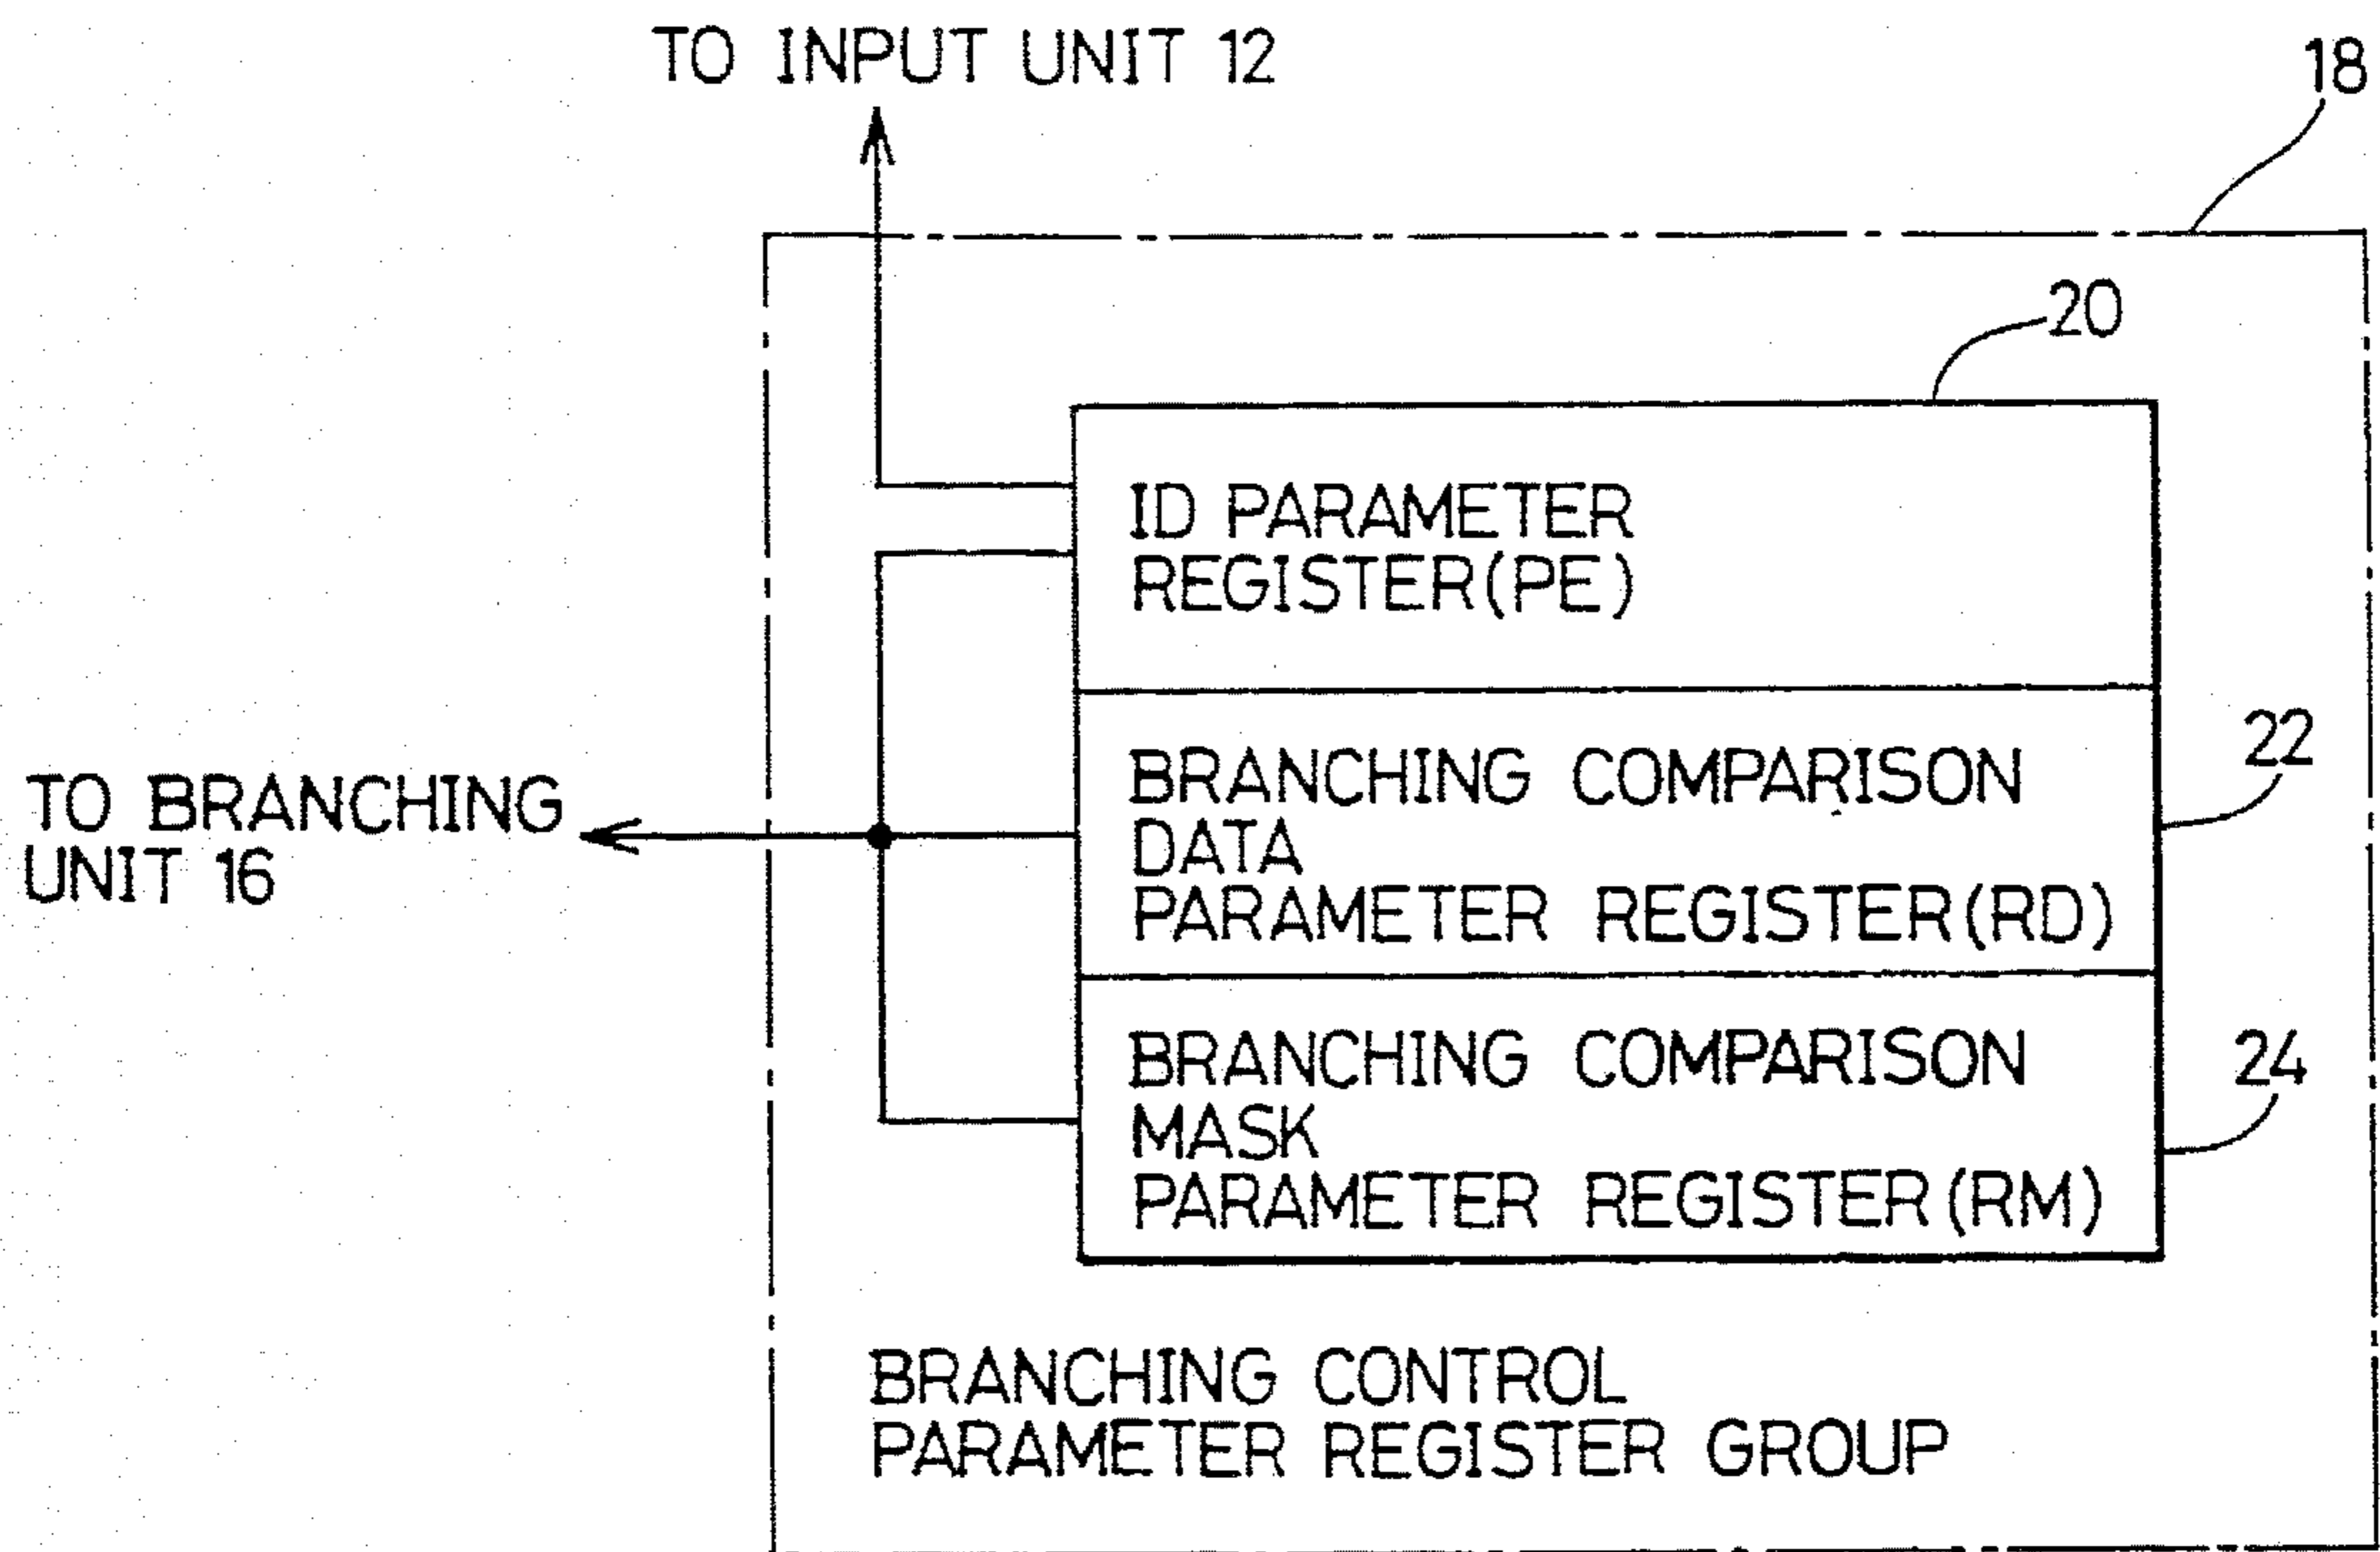 TO INPUT UNIT 12
18
20
ID PARAMETER
REGISTER(PE)
22
BRANCHING COMPARISON
DATA
PARAMETER REGISTER(RD)
TO BRANCHING
UNIT 16
24
BRANCHING COMPARISON
MASK
PARAMETER REGISTER(RM)
BRANCHING CONTROL
PARAMETER REGISTER GROUP